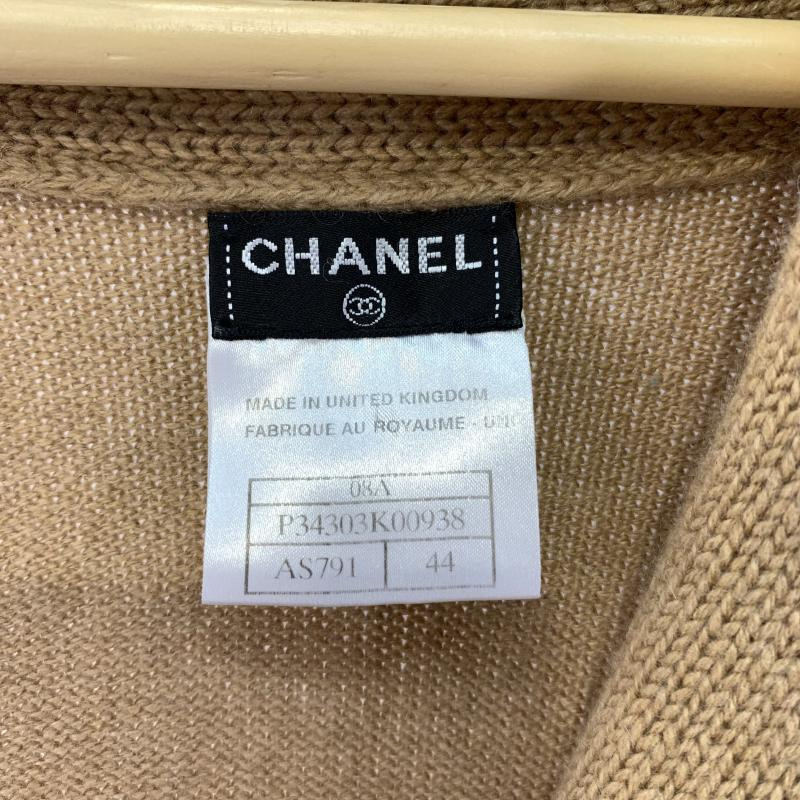 CHANEL
MADE IN UNITED KINGDOM
FABRIQUE AU ROYAUME - UNI
08A
P34303K00938
AS791 44